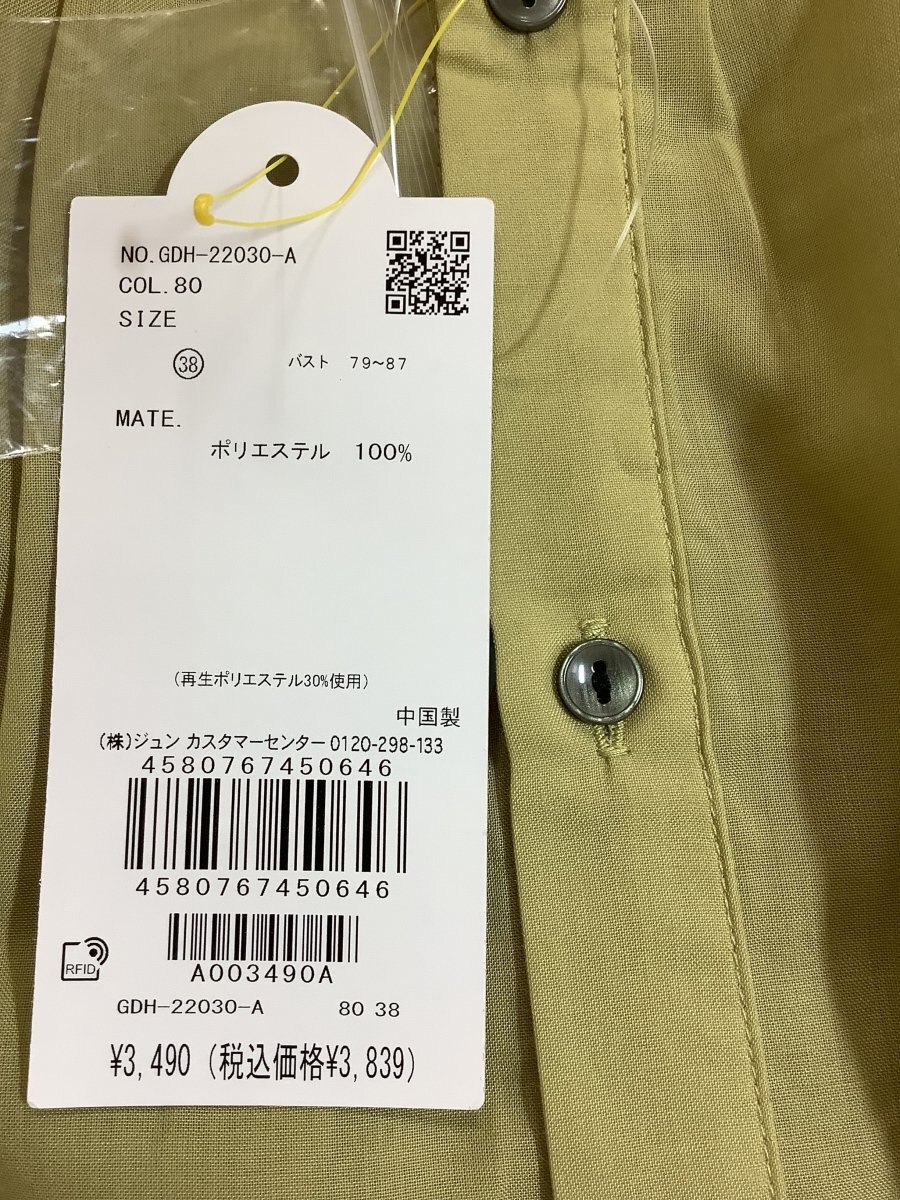 NO.GDH-22030-A
COL.80
SIZE
38 バスト 79~87
MATE.
ポリエステル 100%
(再生ポリエステル30%使用)
中国製
(株)ジュン カスタマーセンター 0120-298-133
4580767450646
4580767450646
RFID
A003490A
GDH-22030-A 80 38
¥3,490 (税込価格¥3,839)